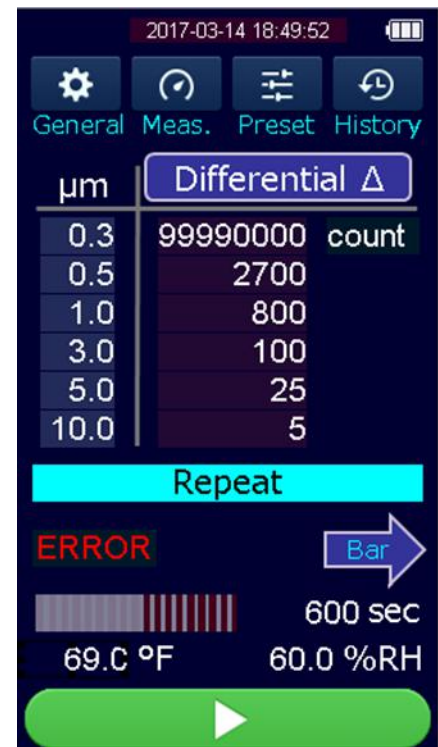 2017-03-14 18:49:52
General Meas. Preset History
µm Differential Δ
0.3 99990000 count
0.5 2700
1.0 800
3.0 100
5.0 25
10.0 5
Repeat
ERROR Bar
600 sec
69.0 ºF 60.0 %RH